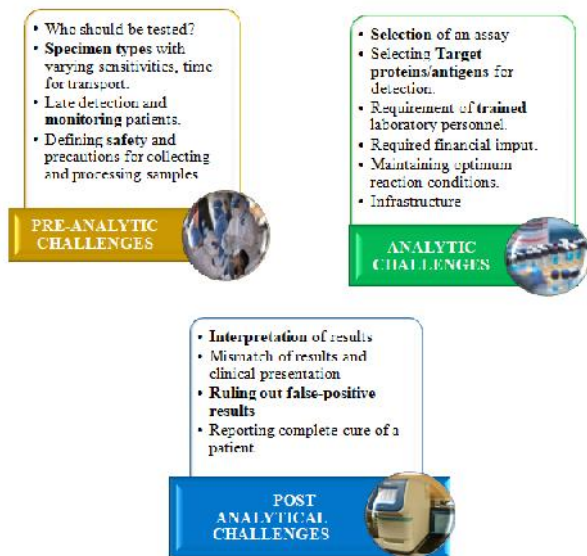 • Who should be tested?
• Specimen types with
varying sensitivities, time
for transport.
• Late detection and
monitoring patients.
• Defining safety and
precautions for collecting
and processing samples
PRE-ANALYTIC
CHALLENGES
• Selection of an assay
• Selecting Target
proteins/antigens for
detection.
• Requirement of trained
laboratory personnel.
• Required financial imput.
• Maintaining optimum
reaction conditions.
• Infrastructure
ANALYTIC
CHALLENGES
• Interpretation of results
• Mismatch of results and
clinical presentation
• Ruling out false-positive
results
• Reporting complete cure of a
patient
POST
ANALYTICAL
CHALLENGES